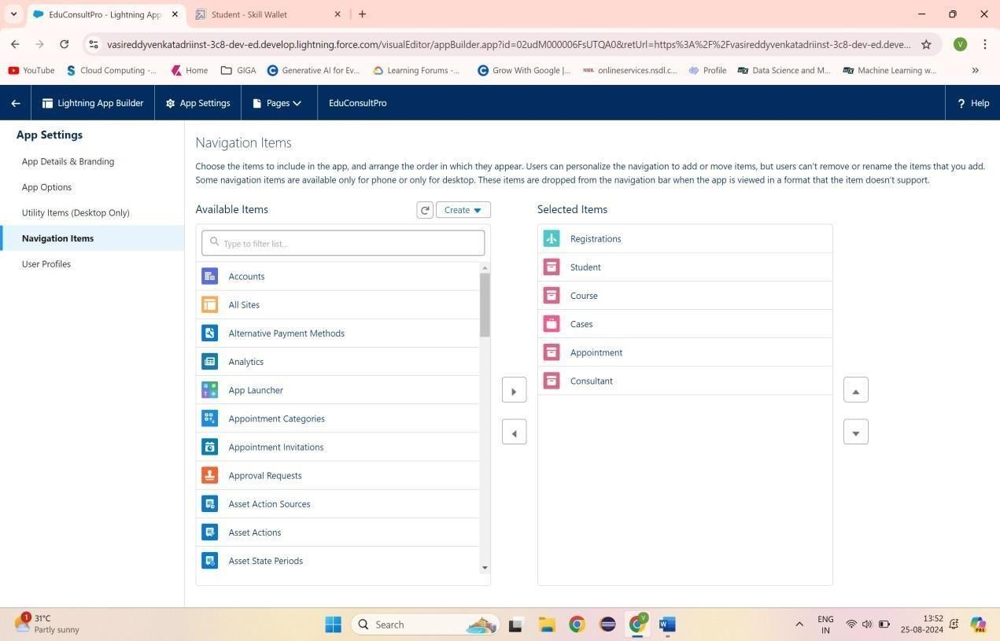 EduConsultPro - Lightning App
Student - Skill Wallet
vasireddyvenkatadriinst-3c8-dev-ed.develop.lightning.force.com/visualEditor/appBuilder.app?id=02udM000006FsUTQA0&retUrl=https%3A%2F%2Fvasireddyvenkatadriinst-3c8-dev-ed.deve...
V
YouTube
Cloud Computing -...
Home
GIGA
Generative AI for Ev...
Learning Forums -...
Grow With Google |...
onlineservices.nsdl.c...
Profile
Data Science and M...
Machine Learning w...
»
Lightning App Builder
App Settings
Pages
EduConsultPro
? Help
App Settings
App Details & Branding
App Options
Utility Items (Desktop Only)
Navigation Items
User Profiles
Navigation Items
Choose the items to include in the app, and arrange the order in which they appear. Users can personalize the navigation to add or move items, but users can't remove or rename the items that you add.
Some navigation items are available only for phone or only for desktop. These items are dropped from the navigation bar when the app is viewed in a format that the item doesn't support.
Available Items
Create
Type to filter list...
Accounts
All Sites
Alternative Payment Methods
Analytics
App Launcher
Appointment Categories
Appointment Invitations
Approval Requests
Asset Action Sources
Asset Actions
Asset State Periods
Selected Items
Registrations
Student
Course
Cases
Appointment
Consultant
1
31°C
Partly sunny
Search
ENG
IN
13:52
25-08-2024
PRE